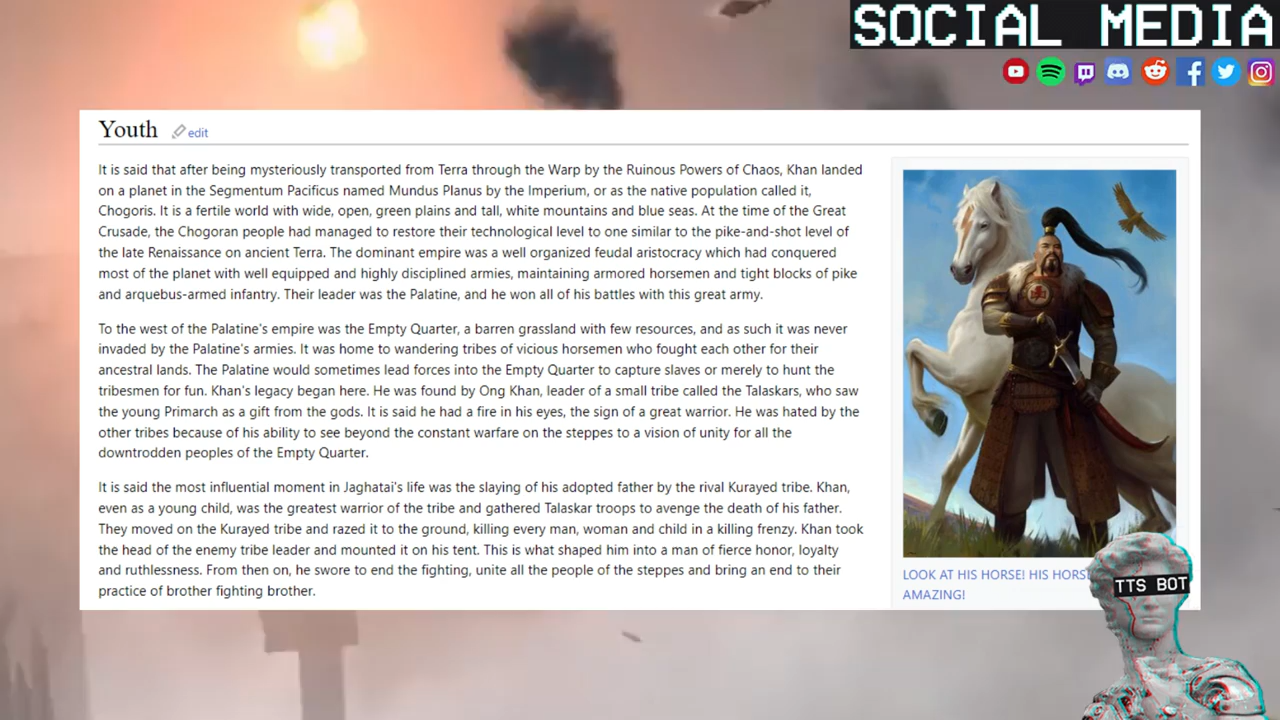 SOCIAL MEDIA
Youth edit
It is said that after being mysteriously transported from Terra through the Warp by the Ruinous Powers of Chaos, Khan landed
on a planet in the Segmentum Pacificus named Mundus Planus by the Imperium, or as the native population called it,
Chogoris. It is a fertile world with wide, open, green plains and tall, white mountains and blue seas. At the time of the Great
Crusade, the Chogoran people had managed to restore their technological level to one similar to the pike-and-shot level of
the late Renaissance on ancient Terra. The dominant empire was a well organized feudal aristocracy which had conquered
most of the planet with well equipped and highly disciplined armies, maintaining armored horsemen and tight blocks of pike
and arquebus-armed infantry. Their leader was the Palatine, and he won all of his battles with this great army.
To the west of the Palatine's empire was the Empty Quarter, a barren grassland with few resources, and as such it was never
invaded by the Palatine's armies. It was home to wandering tribes of vicious horsemen who fought each other for their
ancestral lands. The Palatine would sometimes lead forces into the Empty Quarter to capture slaves or merely to hunt the
tribesmen for fun. Khan's legacy began here. He was found by Ong Khan, leader of a small tribe called the Talaskars, who saw
the young Primarch as a gift from the gods. It is said he had a fire in his eyes, the sign of a great warrior. He was hated by the
other tribes because of his ability to see beyond the constant warfare on the steppes to a vision of unity for all the
downtrodden peoples of the Empty Quarter.
It is said the most influential moment in Jaghatai's life was the slaying of his adopted father by the rival Kurayed tribe. Khan,
even as a young child, was the greatest warrior of the tribe and gathered Talaskar troops to avenge the death of his father.
They moved on the Kurayed tribe and razed it to the ground, killing every man, woman and child in a killing frenzy. Khan took
the head of the enemy tribe leader and mounted it on his tent. This is what shaped him into a man of fierce honor, loyalty
and ruthlessness. From then on, he swore to end the fighting, unite all the people of the steppes and bring an end to their
practice of brother fighting brother.
LOOK AT HIS HORSE! HIS
AMAZING!
TTS BOT